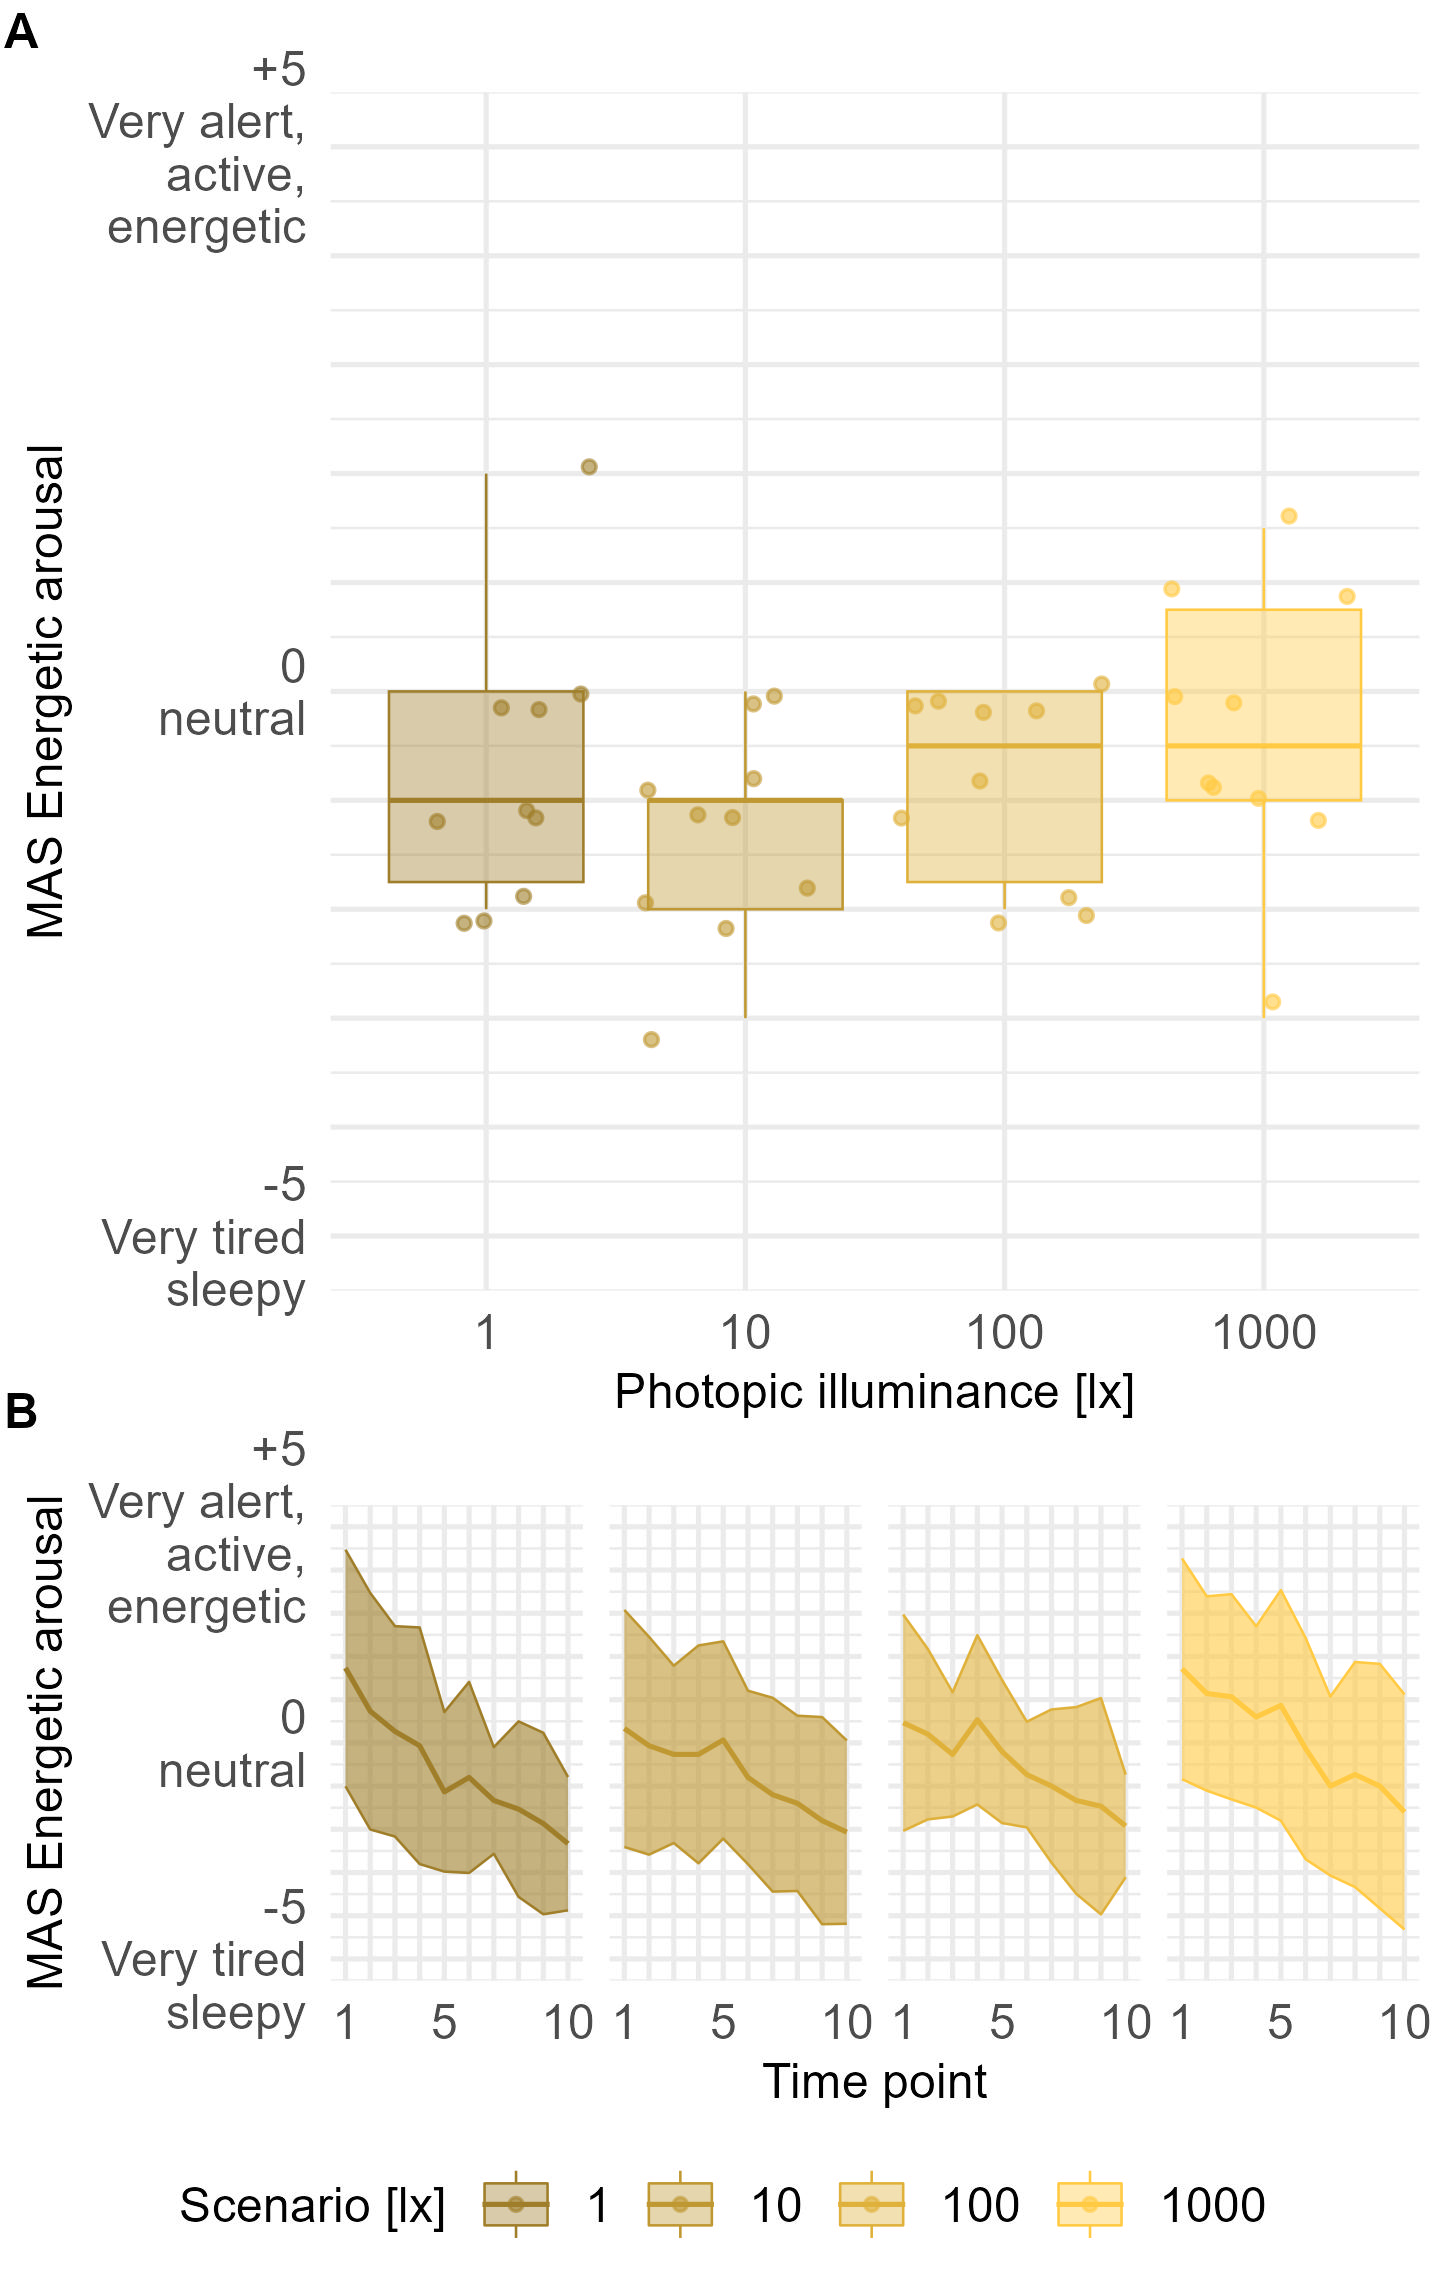 A
+5
Very alert,
active,
energetic
MAS Energetic arousal
0
neutral
-5
Very tired
sleepy
1 10 100 1000
Photopic illuminance [lx]
B
+5
Very alert,
active,
energetic
MAS Energetic arousal
0
neutral
-5
Very tired
sleepy
1 5 10 1 5 10 1 5 10 1 5 10
Time point
Scenario [lx] 1 10 100 1000